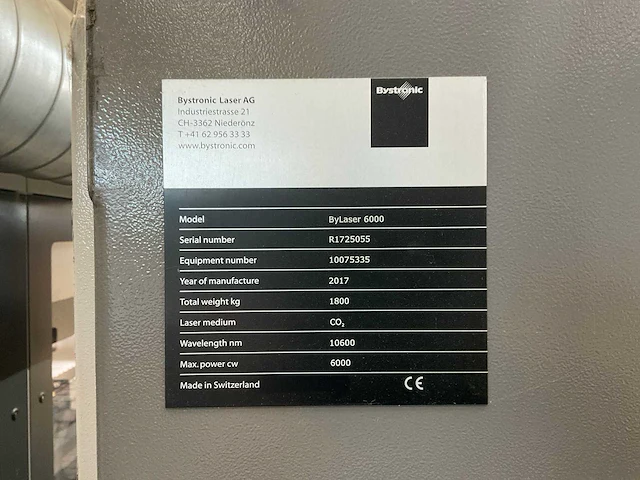 Bystronic Laser AG
Industriestrasse 21
CH-3362 Niederönz
T +41 62 956 33 33
www.bystronic.com
Bystronic
Model ByLaser 6000
Serial number R1725055
Equipment number 10075335
Year of manufacture 2017
Total weight kg 1800
Laser medium CO₂
Wavelength nm 10600
Max. power cw 6000
Made in Switzerland CE